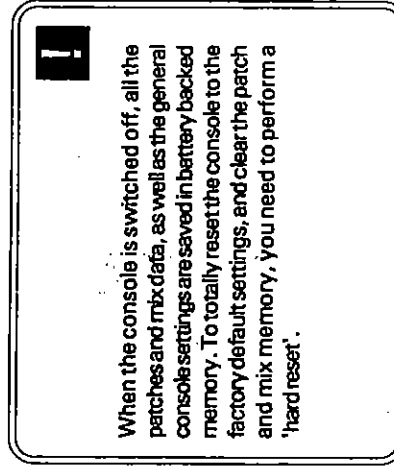 !
When the console is switched off, all the
patches and mix data, as well as the general
console settings are saved in battery backed
memory. To totally reset the console to the
factory default settings, and clear the patch
and mix memory, you need to perform a
'hard reset'.